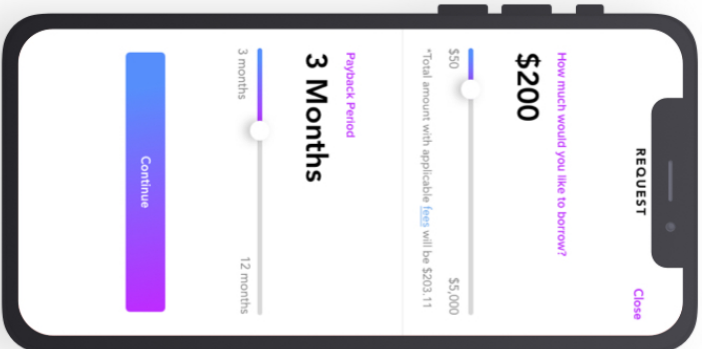 REQUEST
Close
How much would you like to borrow?
$200
$50
$5,000
*Total amount with applicable fees will be $203.11
Payback Period
3 Months
3 months
12 months
Continue